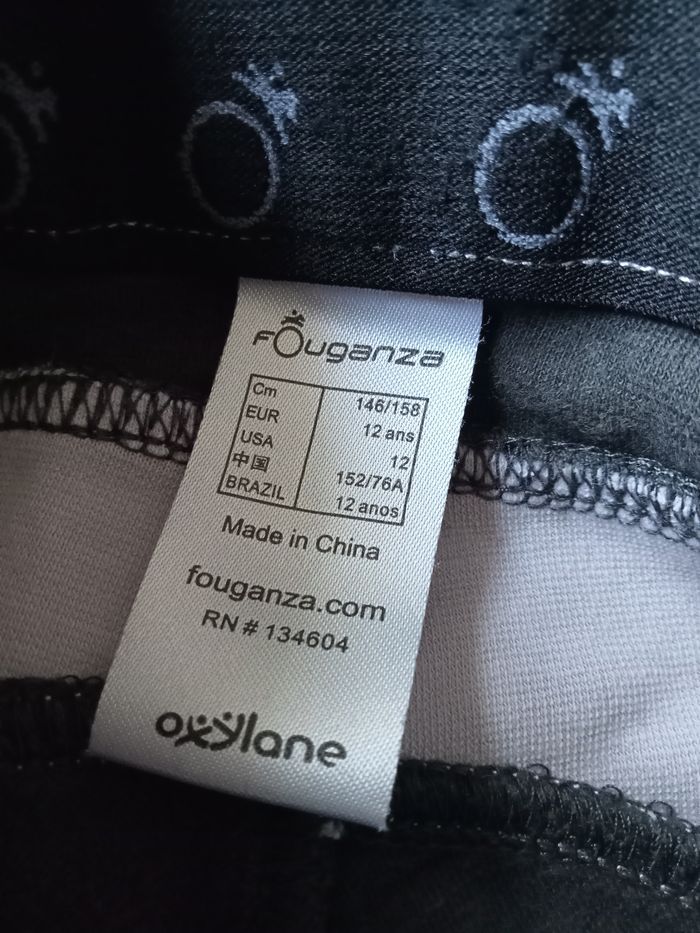 Fouganza
Cm 146/158
EUR 12 ans
USA 12
中国 152/76A
BRAZIL 12 anos
Made in China
fouganza.com
RN # 134604
oxylane